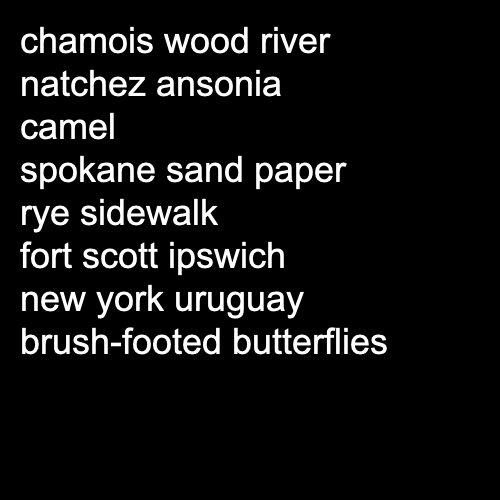 chamois wood river
natchez ansonia
camel
spokane sand paper
rye sidewalk
fort scott ipswich
new york uruguay
brush-footed butterflies